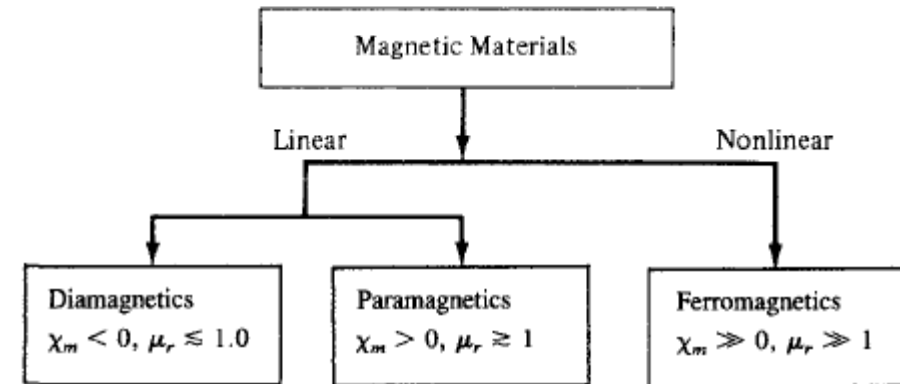 Magnetic Materials
Linear
Nonlinear
Diamagnetics
χₘ < 0, μᵣ ≲ 1.0
Paramagnetics
χₘ > 0, μᵣ ≳ 1
Ferromagnetics
χₘ ≫ 0, μᵣ ≫ 1